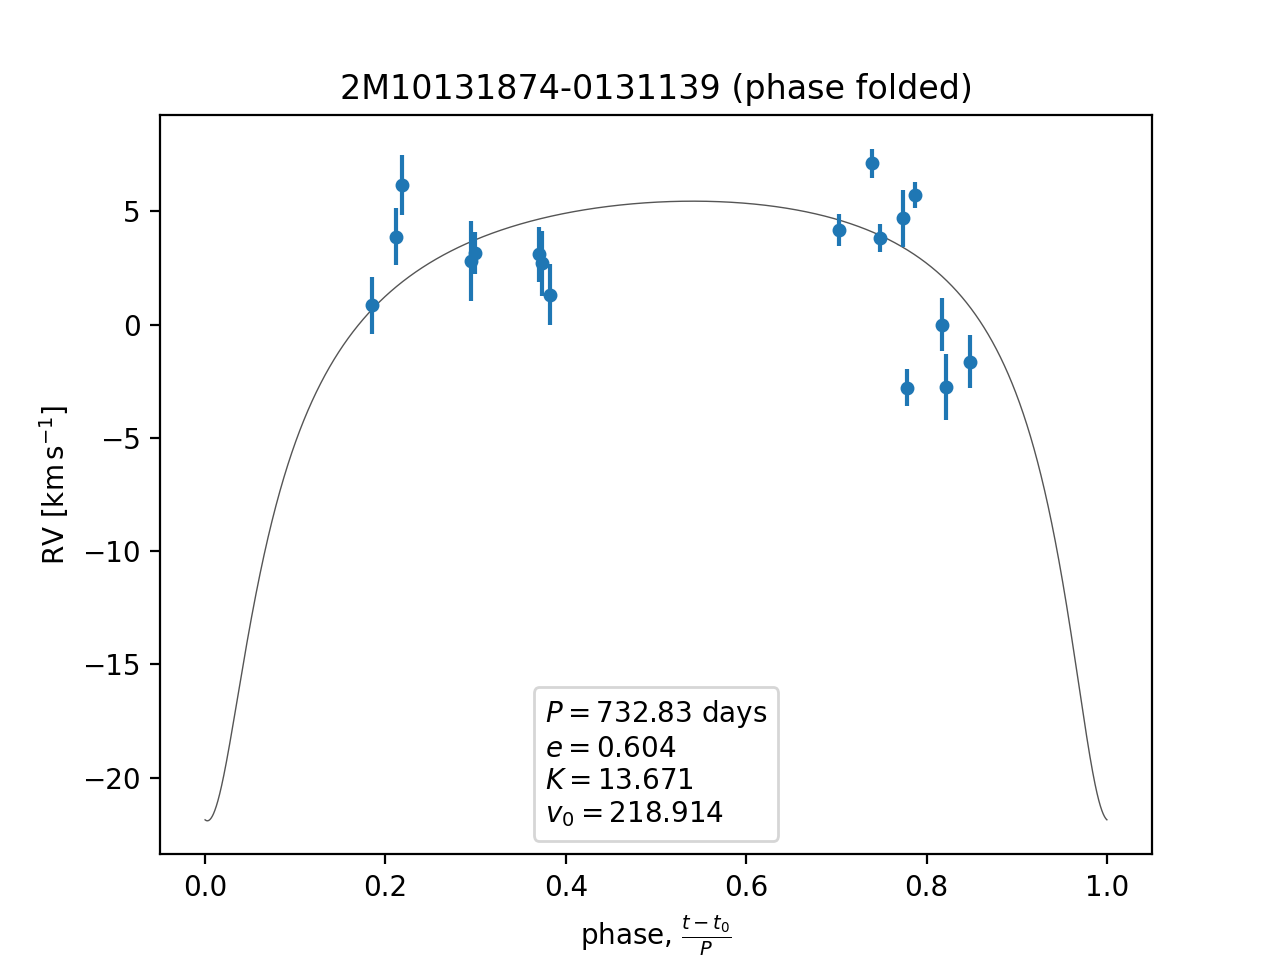 2M10131874-0131139 (phase folded)
RV [km s⁻¹]
5
0
−5
−10
−15
−20
P = 732.83 days
e = 0.604
K = 13.671
v₀ = 218.914
0.0 0.2 0.4 0.6 0.8 1.0
phase, (t − t₀)/P